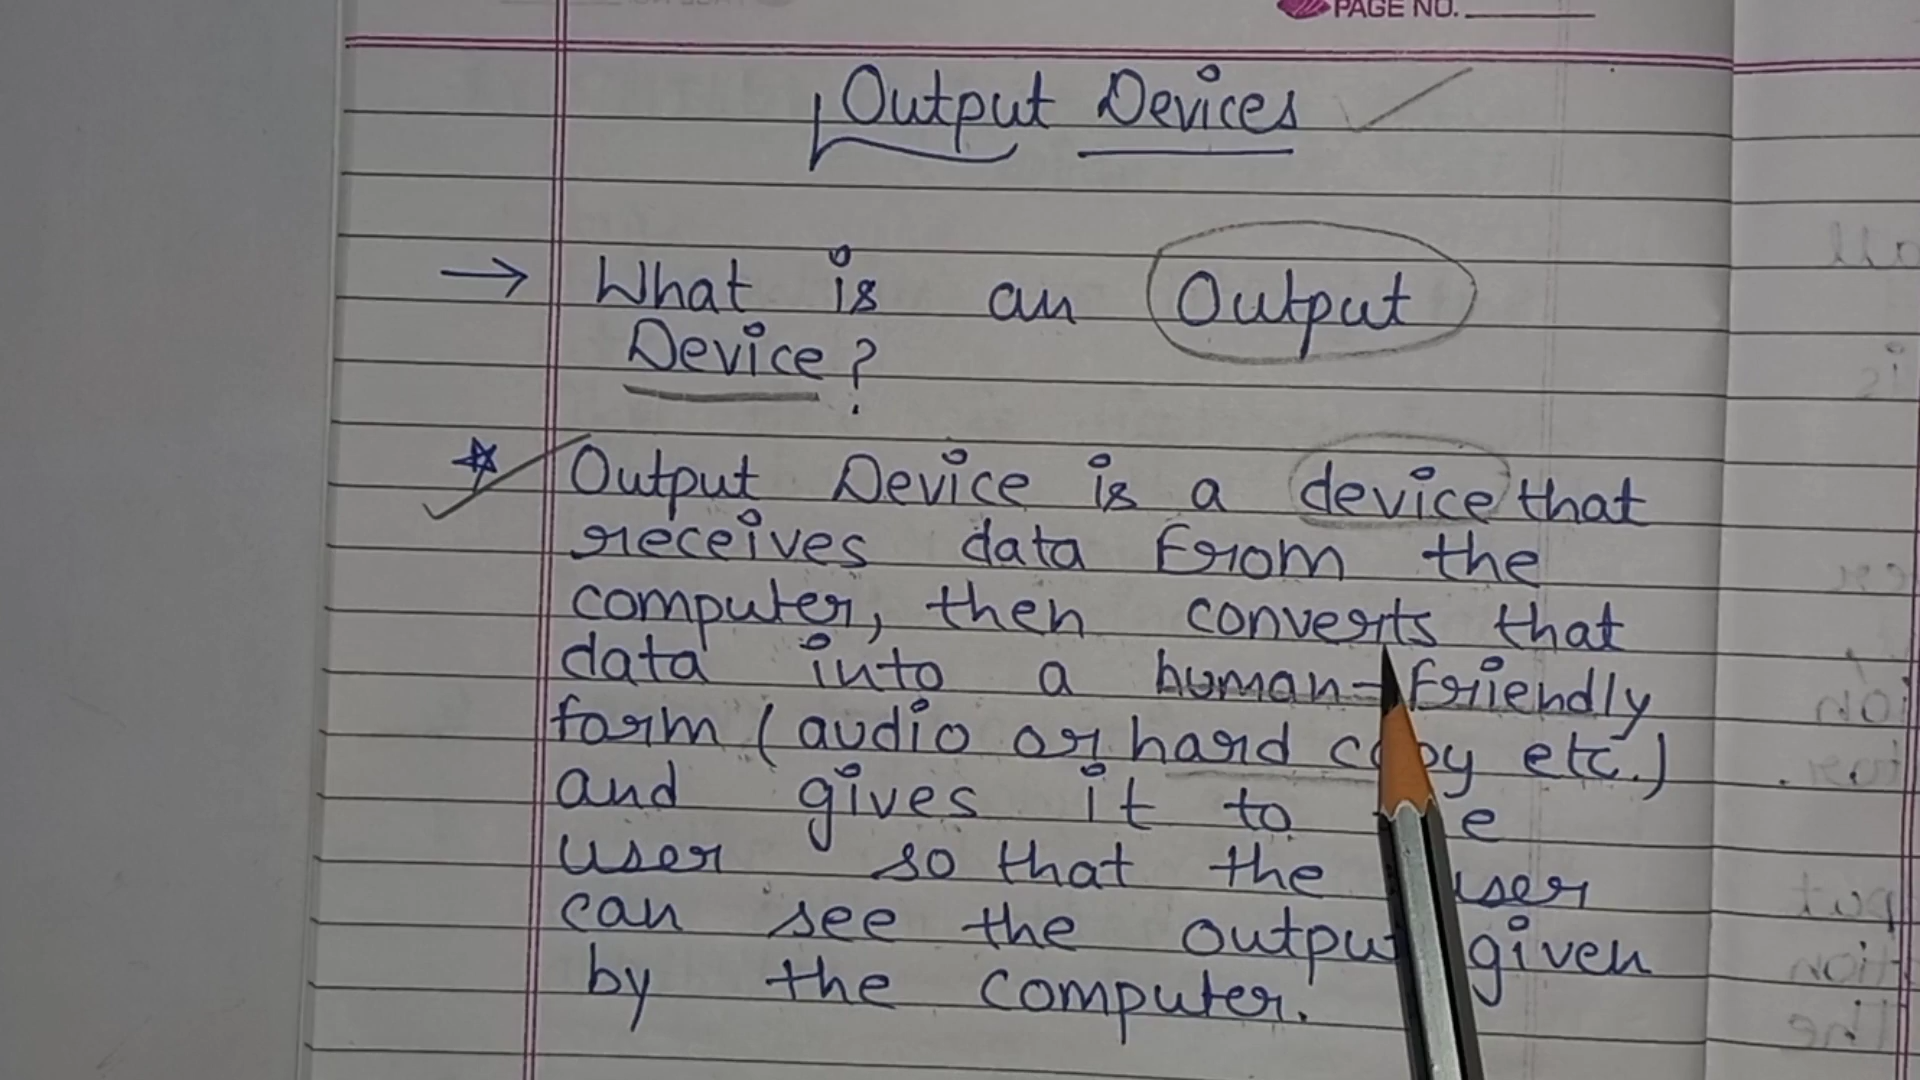 PAGE NO.
Output Devices
→ What is an Output
Device?
Output Device is a device that
receives data from the
computer, then converts that
data into a human-friendly
form (audio or hard copy etc.)
and gives it to
user so that the user
can see the output given
by the computer.